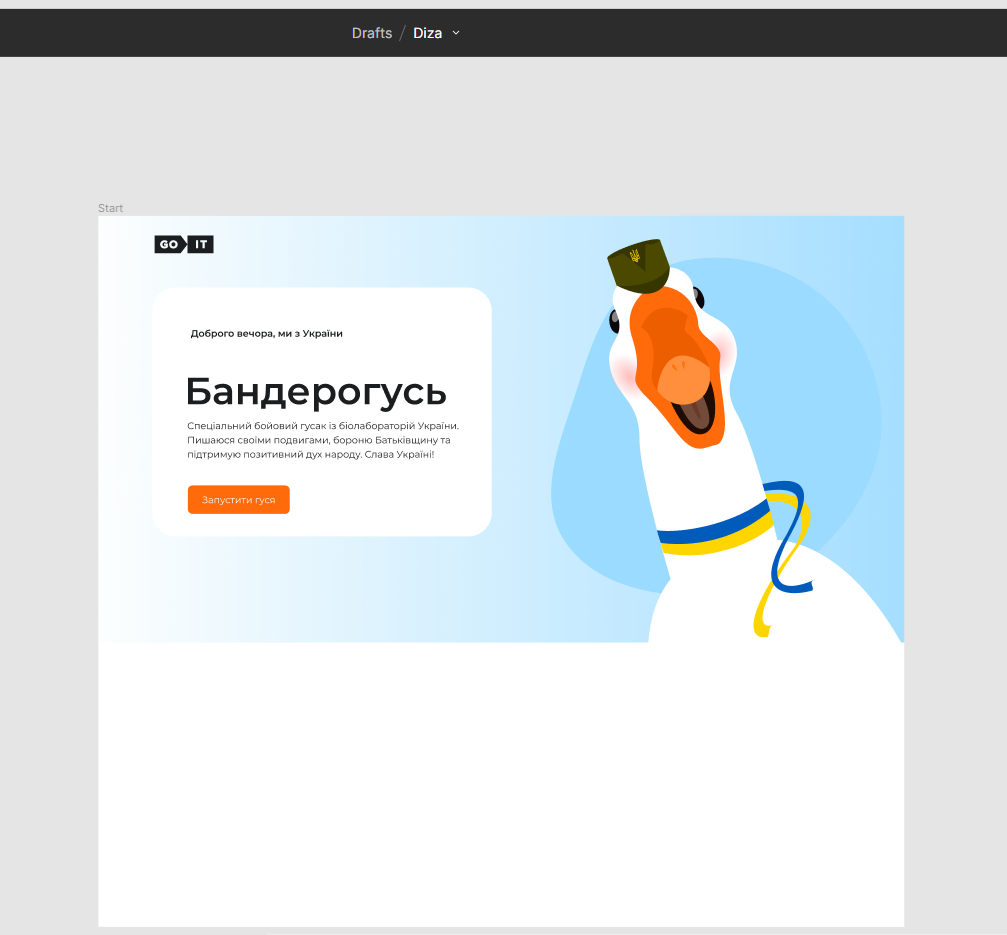 Drafts / Diza
Start
GO IT
Доброго вечора, ми з України
Бандерогусь
Спеціальний бойовий гусак із біолабораторій України.
Пишаюся своїми подвигами, бороню Батьківщину та
підтримую позитивний дух народу. Слава Україні!
Запустити гуся